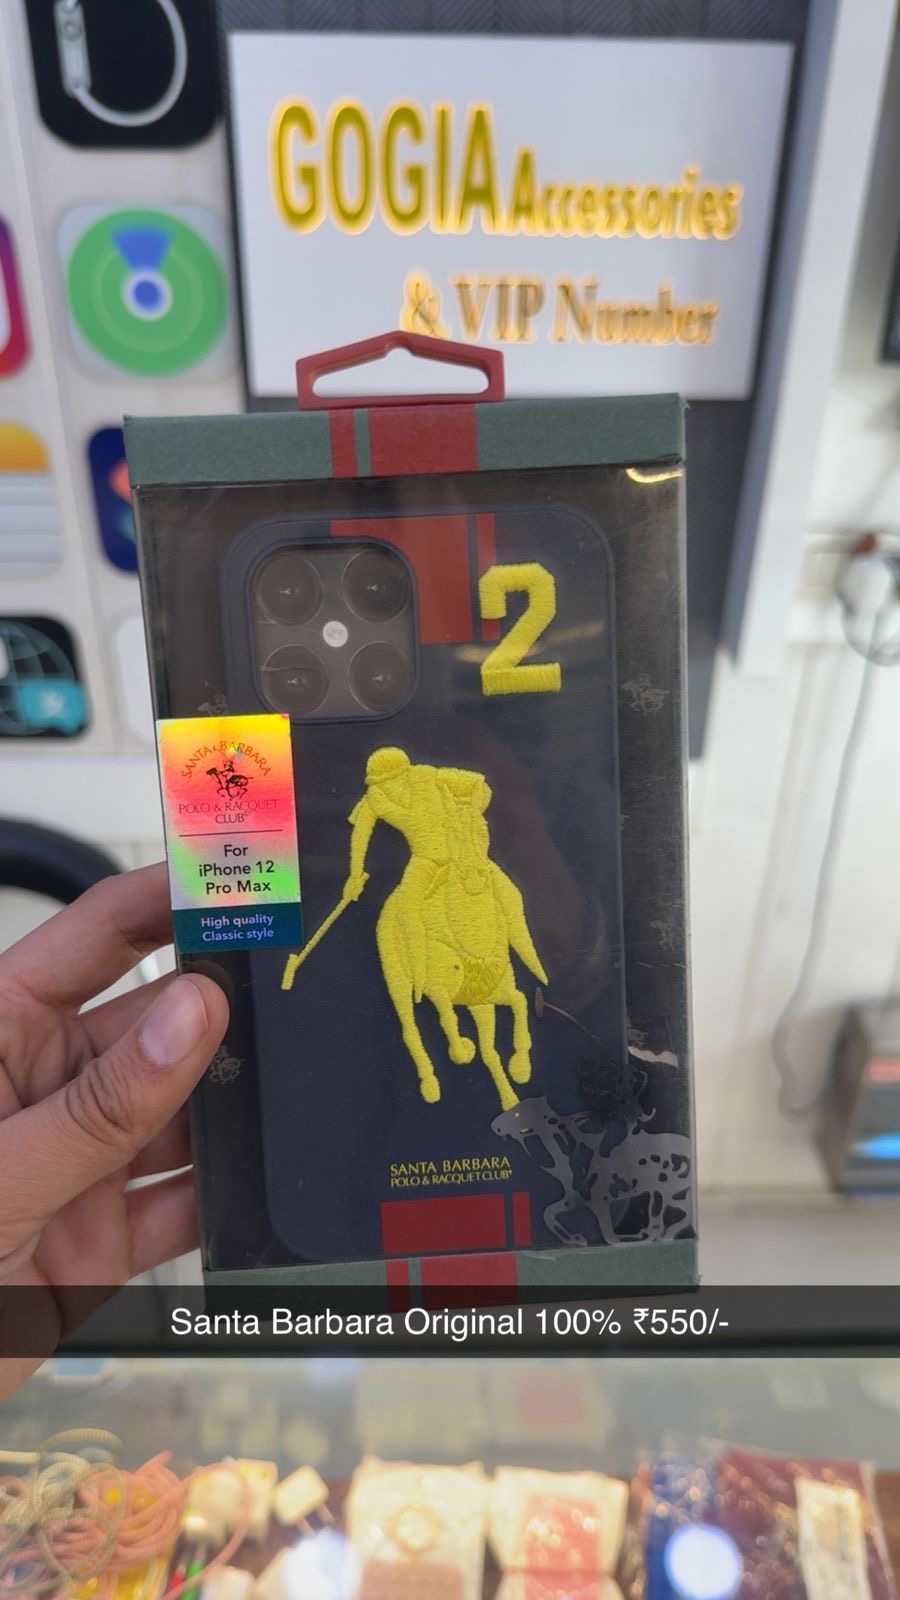 GOGIA Accessories
& VIP Number
2
SANTA BARBARA
POLO & RACQUET
CLUB
For
iPhone 12
Pro Max
High quality
Classic style
SANTA BARBARA
POLO & RACQUET CLUB®
Santa Barbara Original 100% ₹550/-